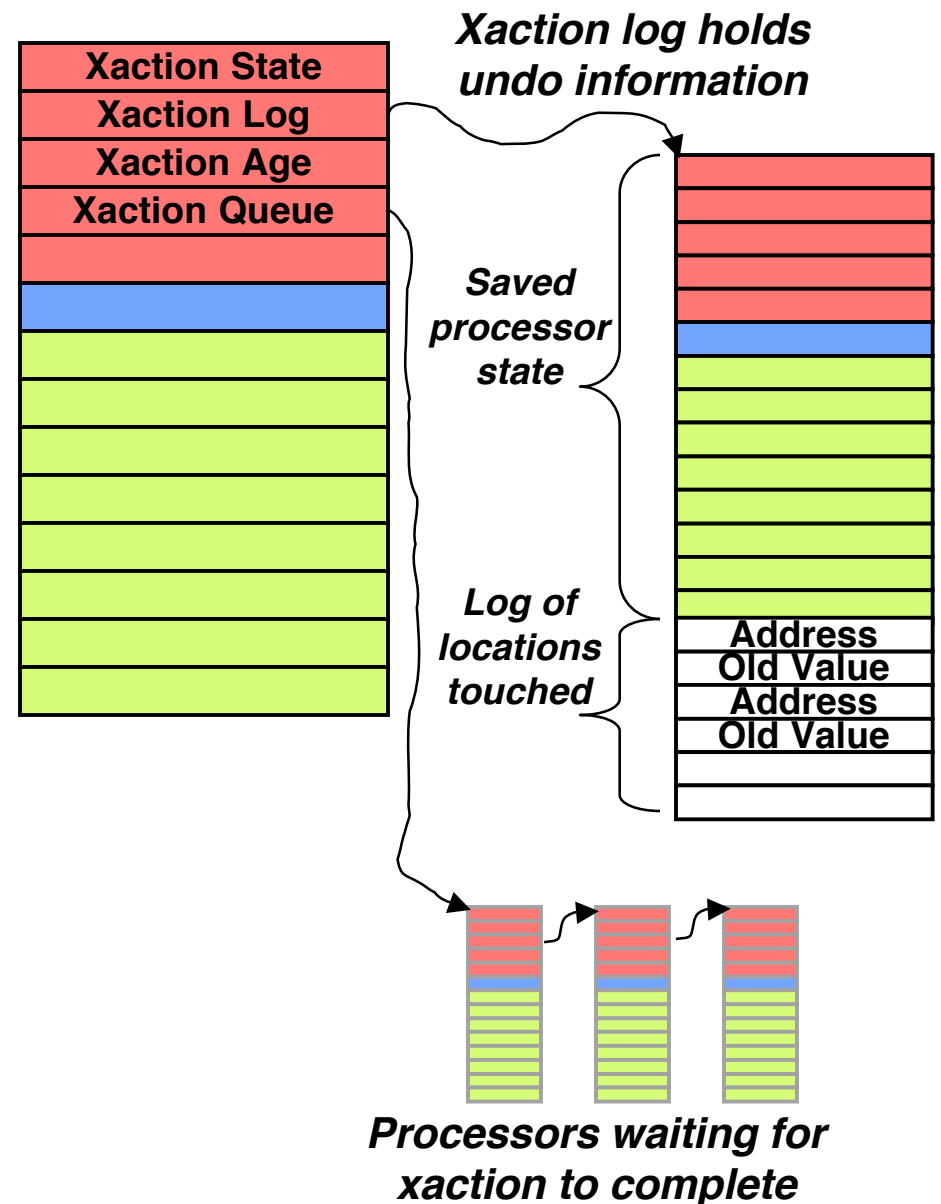 Xaction log holds
undo information
Xaction State
Xaction Log
Xaction Age
Xaction Queue
Saved
processor
state
Log of
locations
touched
Address
Old Value
Address
Old Value
Processors waiting for
xaction to complete